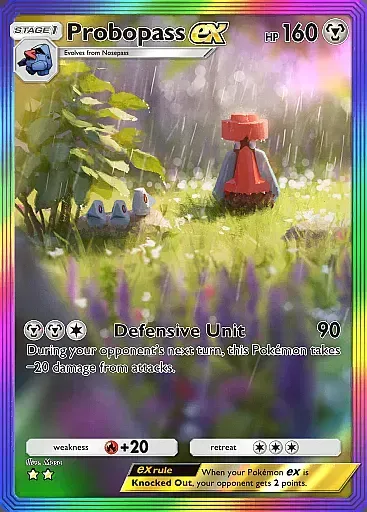 STAGE 1
Probopass ex
HP 160
Evolves from Nosepass
Defensive Unit 90
During your opponent's next turn, this Pokémon takes
−20 damage from attacks.
weakness +20
retreat
ex rule
When your Pokémon ex is
Knocked Out, your opponent gets 2 points.